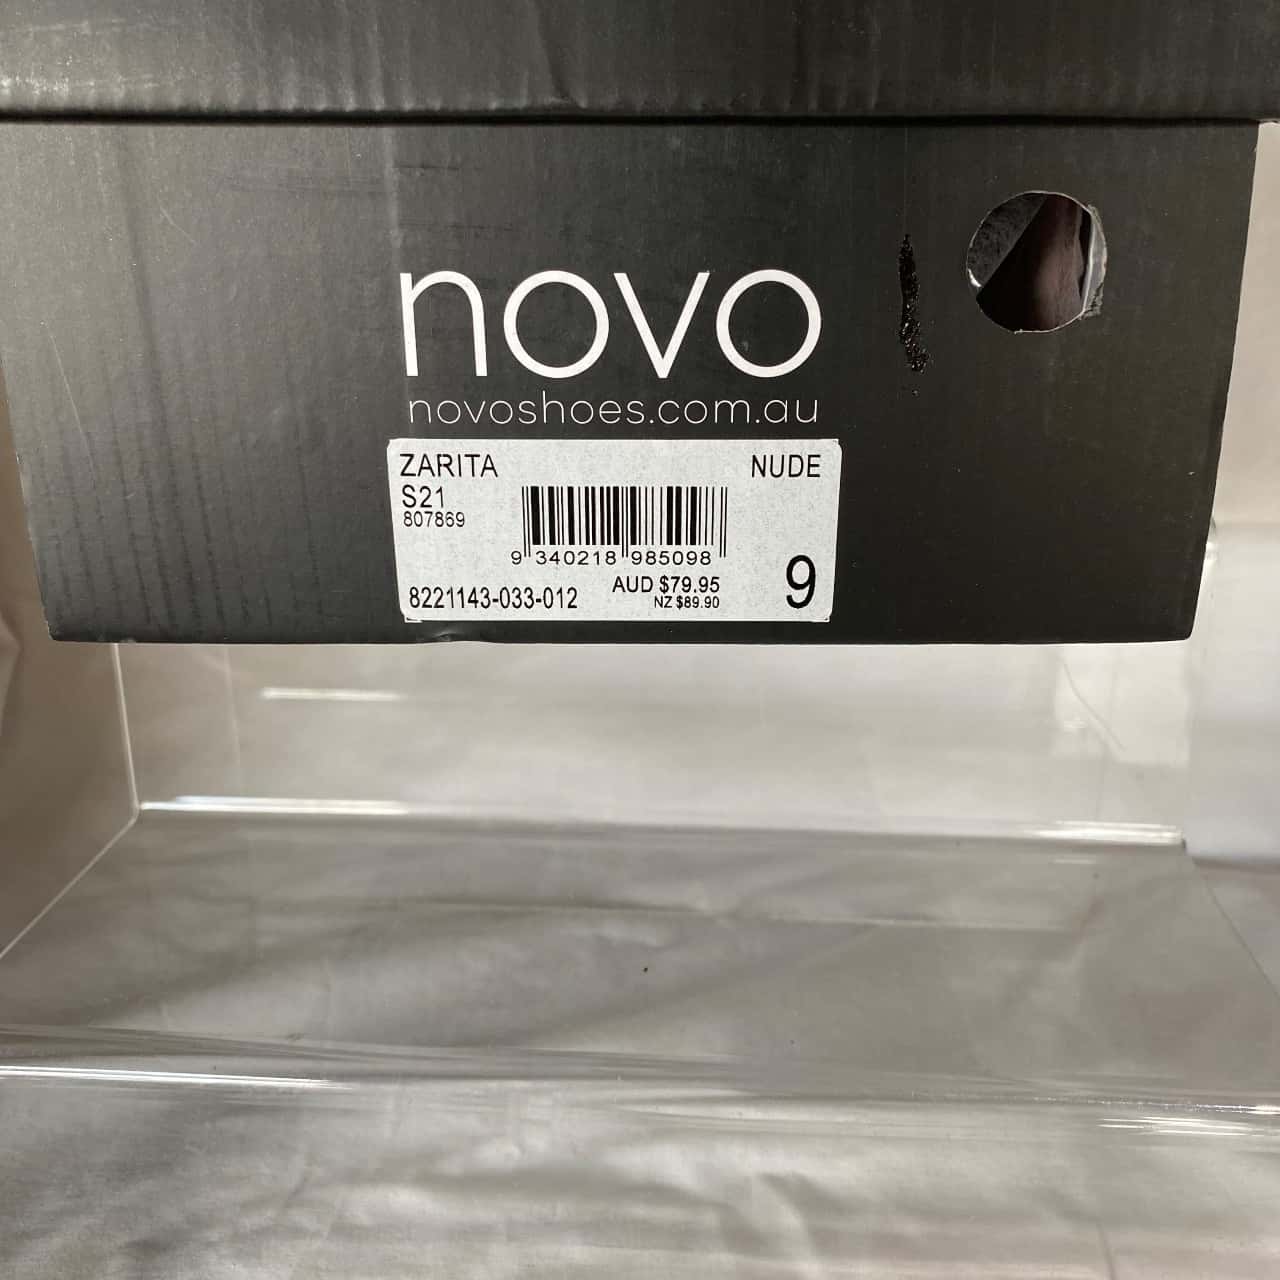 novo
novoshoes.com.au
ZARITA NUDE
S21
807869
9 340218 985098
8221143-033-012 AUD $79.95 9
NZ $89.90